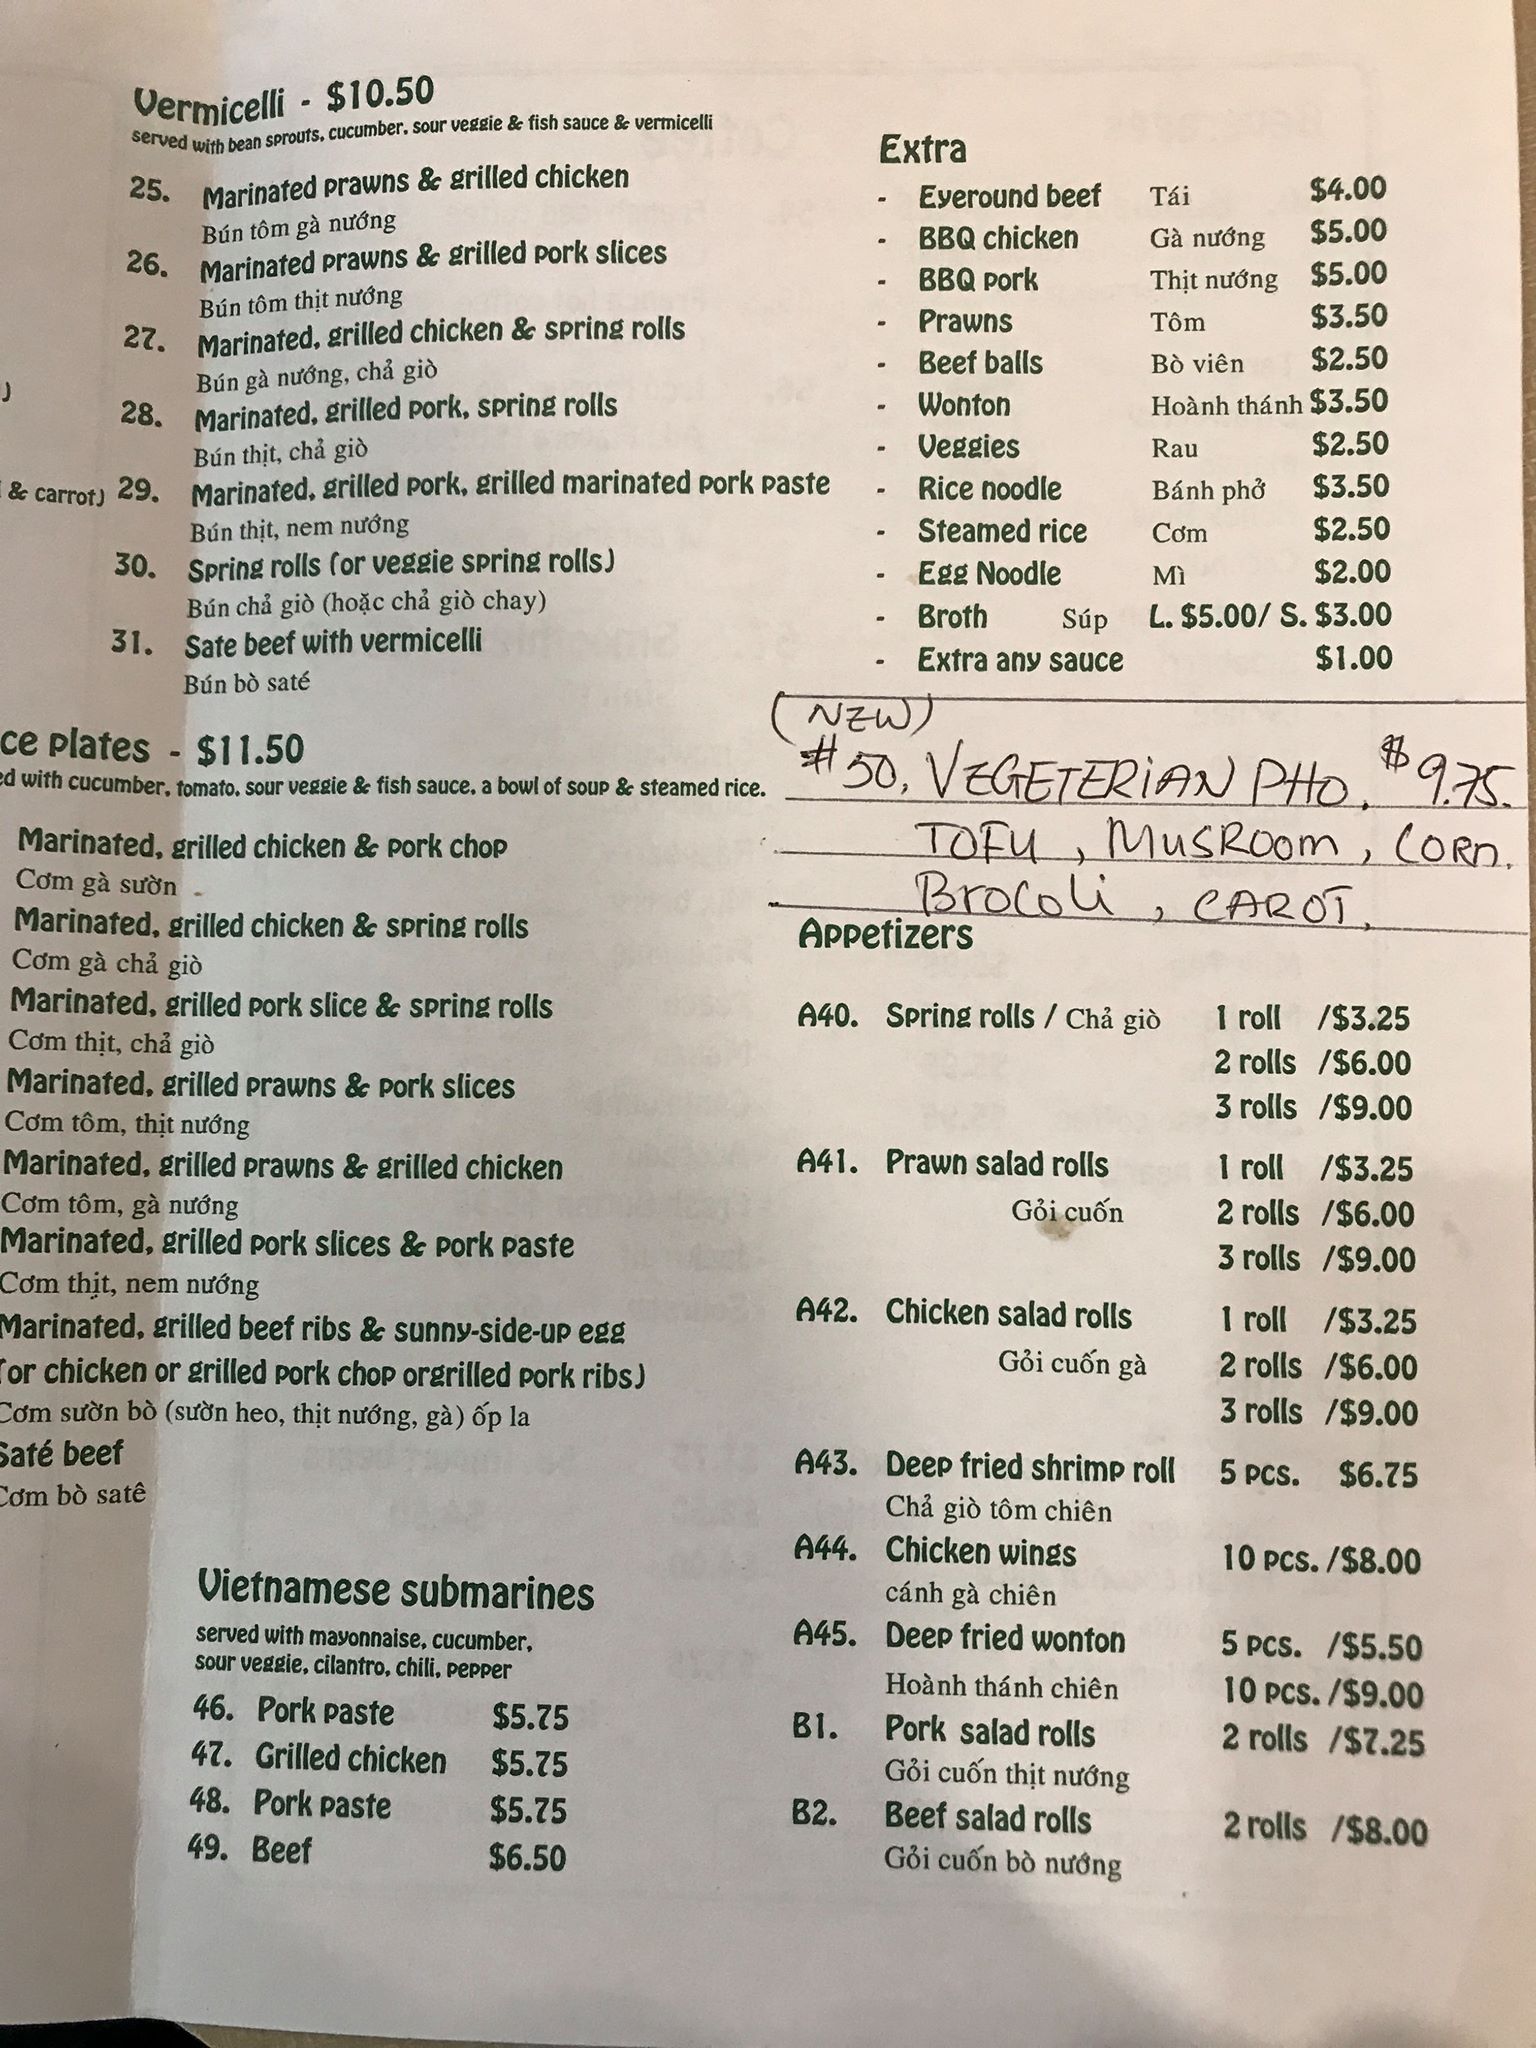 Vermicelli - $10.50
served with bean sprouts, cucumber, sour veggie & fish sauce & vermicelli
25. Marinated prawns & grilled chicken
Bún tôm gà nướng
26. Marinated prawns & grilled pork slices
Bún tôm thịt nướng
27. Marinated, grilled chicken & spring rolls
Bún gà nướng, chả giò
)
28. Marinated, grilled pork, spring rolls
Bún thịt, chả giò
& carrot)
29. Marinated, grilled pork, grilled marinated pork paste
Bún thịt, nem nướng
30. Spring rolls (or veggie spring rolls)
Bún chả giò (hoặc chả giò chay)
31. Sate beef with vermicelli
Bún bò saté
ce plates - $11.50
ed with cucumber, tomato, sour veggie & fish sauce, a bowl of soup & steamed rice.
Marinated, grilled chicken & pork chop
Cơm gà sườn
Marinated, grilled chicken & spring rolls
Cơm gà chả giò
Marinated, grilled pork slice & spring rolls
Cơm thịt, chả giò
Marinated, grilled prawns & pork slices
Cơm tôm, thịt nướng
Marinated, grilled prawns & grilled chicken
Cơm tôm, gà nướng
Marinated, grilled pork slices & pork paste
Cơm thịt, nem nướng
Marinated, grilled beef ribs & sunny-side-up egg
(or chicken or grilled pork chop orgrilled pork ribs)
Cơm sườn bò (sườn heo, thịt nướng, gà) ốp la
Saté beef
Cơm bò satê
Vietnamese submarines
served with mayonnaise, cucumber,
sour veggie, cilantro, chili, pepper
46. Pork paste $5.75
47. Grilled chicken $5.75
48. Pork paste $5.75
49. Beef $6.50
Extra
- Eyeround beef Tái $4.00
- BBQ chicken Gà nướng $5.00
- BBQ pork Thịt nướng $5.00
- Prawns Tôm $3.50
- Beef balls Bò viên $2.50
- Wonton Hoành thánh $3.50
- Veggies Rau $2.50
- Rice noodle Bánh phở $3.50
- Steamed rice Cơm $2.50
- Egg Noodle Mì $2.00
- Broth Súp L. $5.00/ S. $3.00
- Extra any sauce $1.00
(NEW)
#50. VEGETERIAN PHO. $9.75.
TOFU, MUSROOM, CORN.
BROCOLI, CAROT.
Appetizers
A40. Spring rolls / Chả giò 1 roll /$3.25
2 rolls /$6.00
3 rolls /$9.00
A41. Prawn salad rolls 1 roll /$3.25
Gỏi cuốn 2 rolls /$6.00
3 rolls /$9.00
A42. Chicken salad rolls 1 roll /$3.25
Gỏi cuốn gà 2 rolls /$6.00
3 rolls /$9.00
A43. Deep fried shrimp roll 5 pcs. $6.75
Chả giò tôm chiên
A44. Chicken wings 10 pcs. /$8.00
cánh gà chiên
A45. Deep fried wonton 5 pcs. /$5.50
Hoành thánh chiên 10 pcs. /$9.00
B1. Pork salad rolls 2 rolls /$7.25
Gỏi cuốn thịt nướng
B2. Beef salad rolls 2 rolls /$8.00
Gỏi cuốn bò nướng